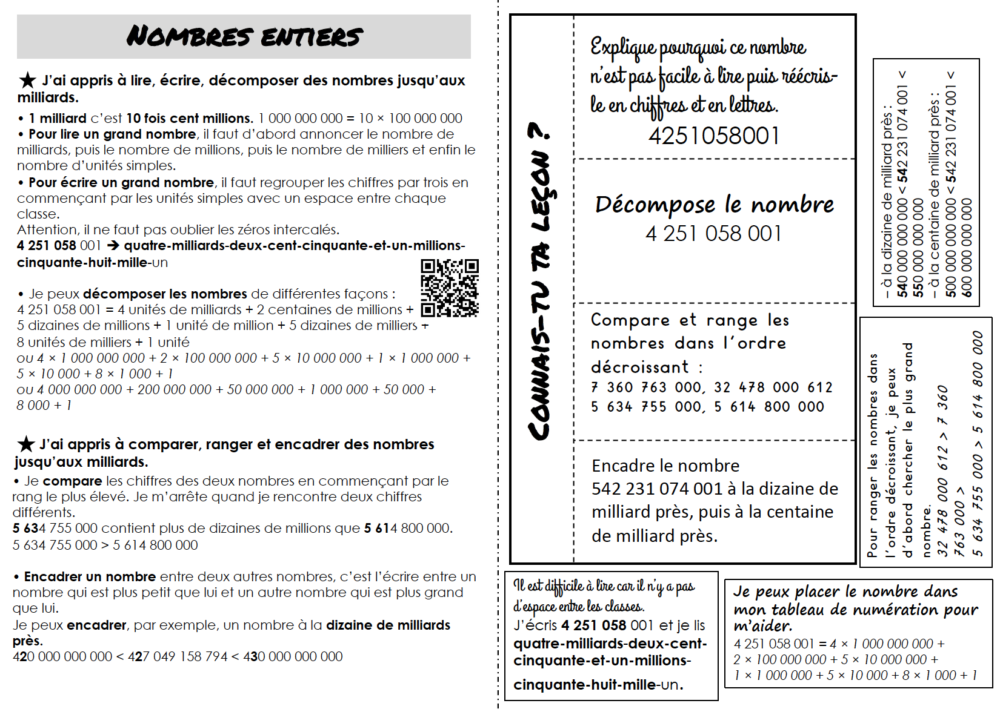 NOMBRES ENTIERS
★ J'ai appris à lire, écrire, décomposer des nombres jusqu'aux
milliards.
• 1 milliard c'est 10 fois cent millions. 1 000 000 000 = 10 × 100 000 000
• Pour lire un grand nombre, il faut d'abord annoncer le nombre de
milliards, puis le nombre de millions, puis le nombre de milliers et enfin le
nombre d'unités simples.
• Pour écrire un grand nombre, il faut regrouper les chiffres par trois en
commençant par les unités simples avec un espace entre chaque
classe.
Attention, il ne faut pas oublier les zéros intercalés.
4 251 058 001 ➔ quatre-milliards-deux-cent-cinquante-et-un-millions-
cinquante-huit-mille-un
• Je peux décomposer les nombres de différentes façons :
4 251 058 001 = 4 unités de milliards + 2 centaines de millions +
5 dizaines de millions + 1 unité de million + 5 dizaines de milliers +
8 unités de milliers + 1 unité
ou 4 × 1 000 000 000 + 2 × 100 000 000 + 5 × 10 000 000 + 1 × 1 000 000 +
5 × 10 000 + 8 × 1 000 + 1
ou 4 000 000 000 + 200 000 000 + 50 000 000 + 1 000 000 + 50 000 +
8 000 + 1
★ J'ai appris à comparer, ranger et encadrer des nombres
jusqu'aux milliards.
• Je compare les chiffres des deux nombres en commençant par le
rang le plus élevé. Je m'arrête quand je rencontre deux chiffres
différents.
5 634 755 000 contient plus de dizaines de millions que 5 614 800 000.
5 634 755 000 > 5 614 800 000
• Encadrer un nombre entre deux autres nombres, c'est l'écrire entre un
nombre qui est plus petit que lui et un autre nombre qui est plus grand
que lui.
Je peux encadrer, par exemple, un nombre à la dizaine de milliards
près.
420 000 000 000 < 427 049 158 794 < 430 000 000 000
CONNAIS-TU TA LEÇON ?
Explique pourquoi ce nombre
n'est pas facile à lire puis réécris-
le en chiffres et en lettres.
4251058001
Décompose le nombre
4 251 058 001
Compare et range les
nombres dans l'ordre
décroissant :
7 360 763 000, 32 478 000 612
5 634 755 000, 5 614 800 000
Encadre le nombre
542 231 074 001 à la dizaine de
milliard près, puis à la centaine
de milliard près.
– à la dizaine de milliard près :
540 000 000 000 < 542 231 074 001 <
550 000 000 000
– à la centaine de milliard près :
500 000 000 000 < 542 231 074 001 <
600 000 000 000
Pour ranger les nombres dans
l'ordre décroissant, je peux
d'abord chercher le plus grand
nombre.
32 478 000 612 > 7 360
763 000 >
5 634 755 000 > 5 614 800 000
Il est difficile à lire car il n'y a pas
d'espace entre les classes.
J'écris 4 251 058 001 et je lis
quatre-milliards-deux-cent-
cinquante-et-un-millions-
cinquante-huit-mille-un.
Je peux placer le nombre dans
mon tableau de numération pour
m'aider.
4 251 058 001 = 4 × 1 000 000 000 +
2 × 100 000 000 + 5 × 10 000 000 +
1 × 1 000 000 + 5 × 10 000 + 8 × 1 000 + 1